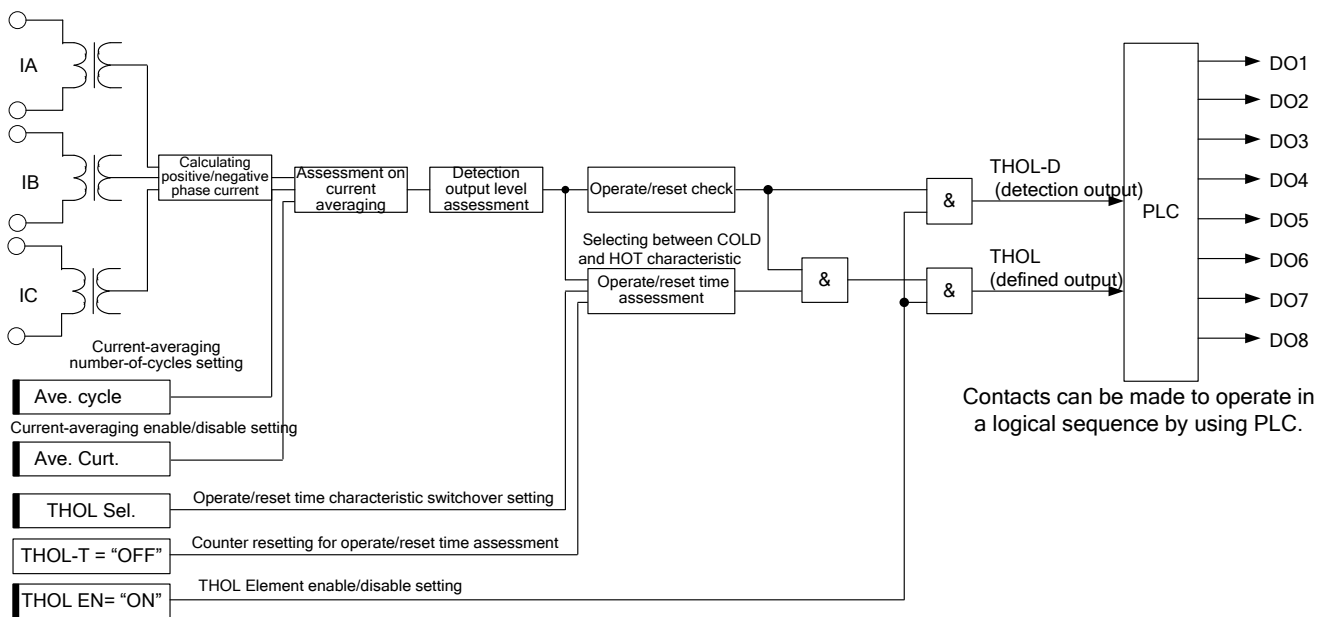 IA
IB
IC
Calculating
positive/negative
phase current
Assessment on
current
averaging
Detection
output level
assessment
Operate/reset check
Selecting between COLD
and HOT characteristic
Operate/reset time
assessment
&
&
&
THOL-D
(detection output)
THOL
(defined output)
PLC
DO1
DO2
DO3
DO4
DO5
DO6
DO7
DO8
Contacts can be made to operate in
a logical sequence by using PLC.
Current-averaging
number-of-cycles setting
Ave. cycle
Current-averaging enable/disable setting
Ave. Curt.
THOL Sel.
Operate/reset time characteristic switchover setting
THOL-T = “OFF”
Counter resetting for operate/reset time assessment
THOL EN= “ON”
THOL Element enable/disable setting